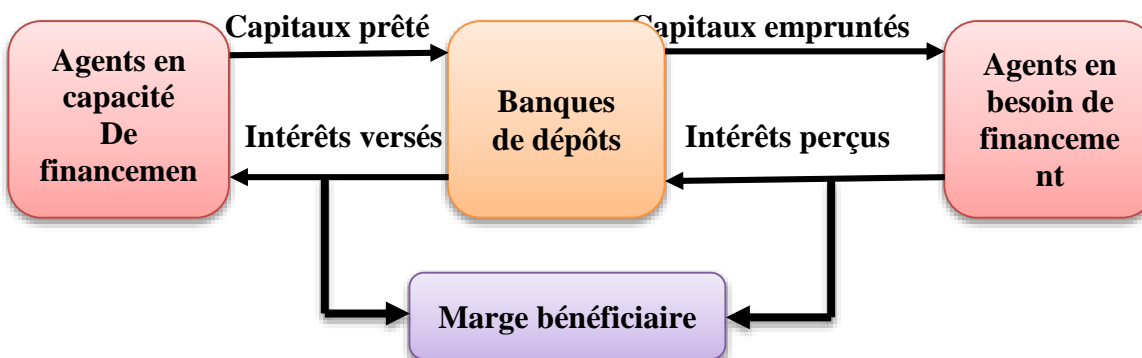 Capitaux prêté
Capitaux empruntés
Agents en
capacité
De
financemen
Banques
de dépôts
Agents en
besoin de
financeme
nt
Intérêts versés
Intérêts perçus
Marge bénéficiaire